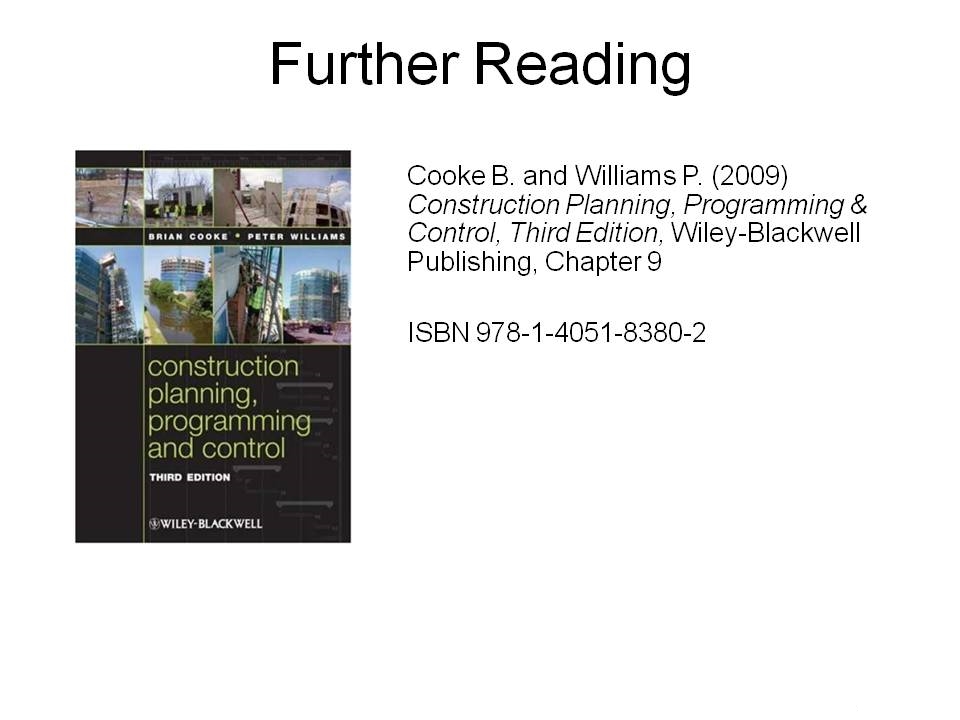 Further Reading
BRIAN COOKE • PETER WILLIAMS
construction
planning,
programming
and control
THIRD EDITION
WILEY-BLACKWELL
Cooke B. and Williams P. (2009)
Construction Planning, Programming &
Control, Third Edition, Wiley-Blackwell
Publishing, Chapter 9
ISBN 978-1-4051-8380-2